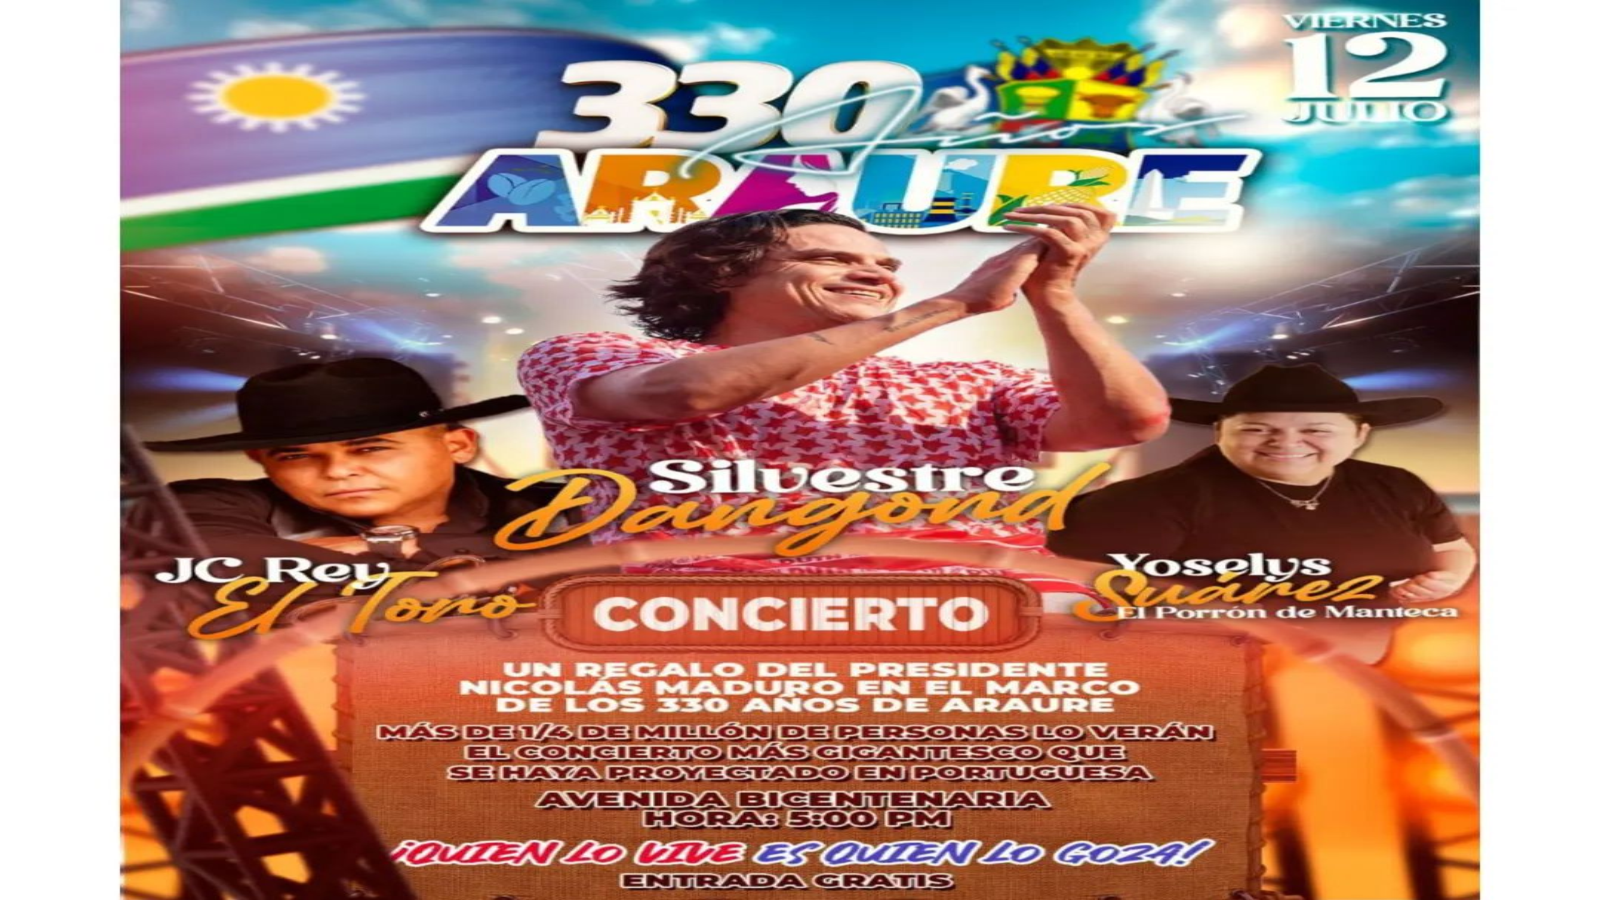 VIERNES
12
JULIO
330
Años
ARAURE
Silvestre
Dangond
JC Rey
El Toro
Yoselys
Suárez
El Porrón de Manteca
CONCIERTO
UN REGALO DEL PRESIDENTE
NICOLÁS MADURO EN EL MARCO
DE LOS 330 AÑOS DE ARAURE
MÁS DE 1/4 DE MILLÓN DE PERSONAS LO VERÁN
EL CONCIERTO MÁS GIGANTESCO QUE
SE HAYA PROYECTADO EN PORTUGUESA
AVENIDA BICENTENARIA
HORA: 5:00 PM
¡QUIEN LO VIVE ES QUIEN LO GOZA!
ENTRADA GRATIS